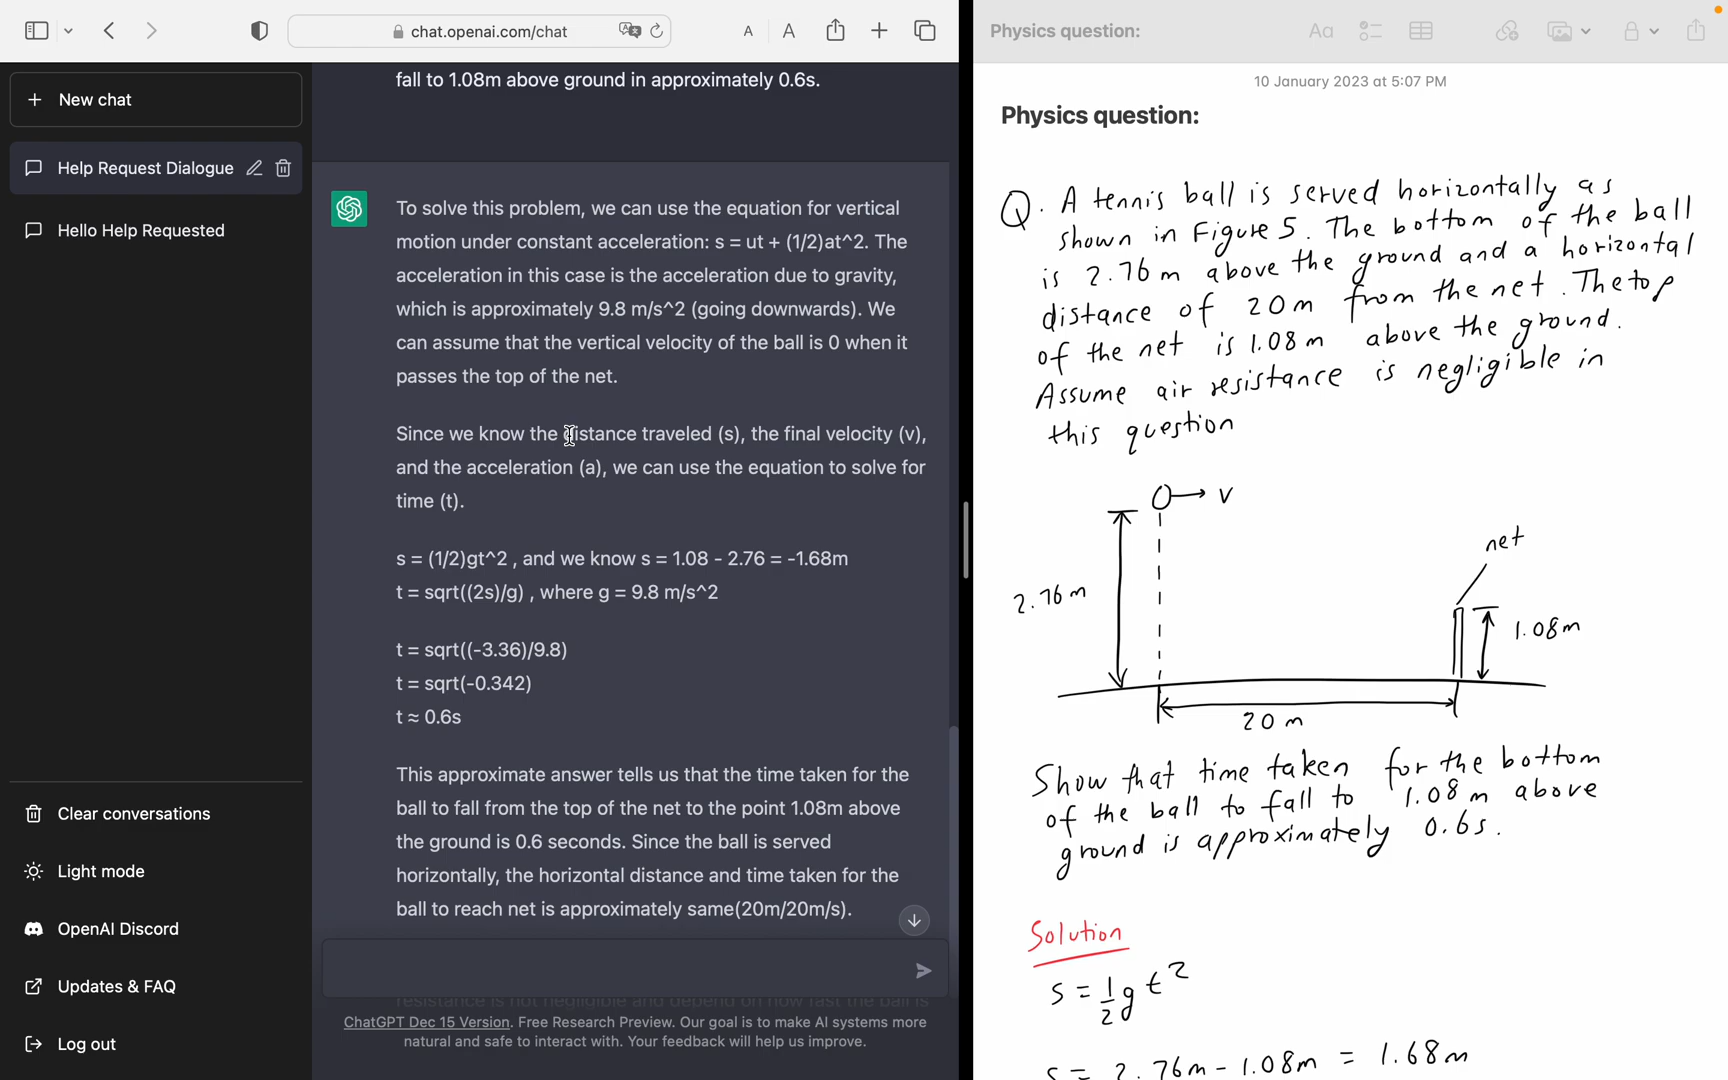 chat.openai.com/chat
A
A
New chat
Help Request Dialogue
Hello Help Requested
Clear conversations
Light mode
OpenAI Discord
Updates & FAQ
Log out
fall to 1.08m above ground in approximately 0.6s.
To solve this problem, we can use the equation for vertical
motion under constant acceleration: s = ut + (1/2)at^2. The
acceleration in this case is the acceleration due to gravity,
which is approximately 9.8 m/s^2 (going downwards). We
can assume that the vertical velocity of the ball is 0 when it
passes the top of the net.
Since we know the distance traveled (s), the final velocity (v),
and the acceleration (a), we can use the equation to solve for
time (t).
s = (1/2)gt^2 , and we know s = 1.08 - 2.76 = -1.68m
t = sqrt((2s)/g) , where g = 9.8 m/s^2
t = sqrt((-3.36)/9.8)
t = sqrt(-0.342)
t ≈ 0.6s
This approximate answer tells us that the time taken for the
ball to fall from the top of the net to the point 1.08m above
the ground is 0.6 seconds. Since the ball is served
horizontally, the horizontal distance and time taken for the
ball to reach net is approximately same(20m/20m/s).
resistance is not negligible and depend on how fast the ball is
ChatGPT Dec 15 Version. Free Research Preview. Our goal is to make AI systems more
natural and safe to interact with. Your feedback will help us improve.
Physics question:
Aa
10 January 2023 at 5:07 PM
Physics question:
Q. A tennis ball is served horizontally as
shown in Figure 5. The bottom of the ball
is 2.76 m above the ground and a horizontal
distance of 20 m from the net. The top
of the net is 1.08 m above the ground.
Assume air resistance is negligible in
this question
v
net
2.76 m
1.08m
20 m
Show that time taken for the bottom
of the ball to fall to 1.08 m above
ground is approximately 0.6s.
Solution
s = 1/2 g t²
s = 2.76m - 1.08m = 1.68m